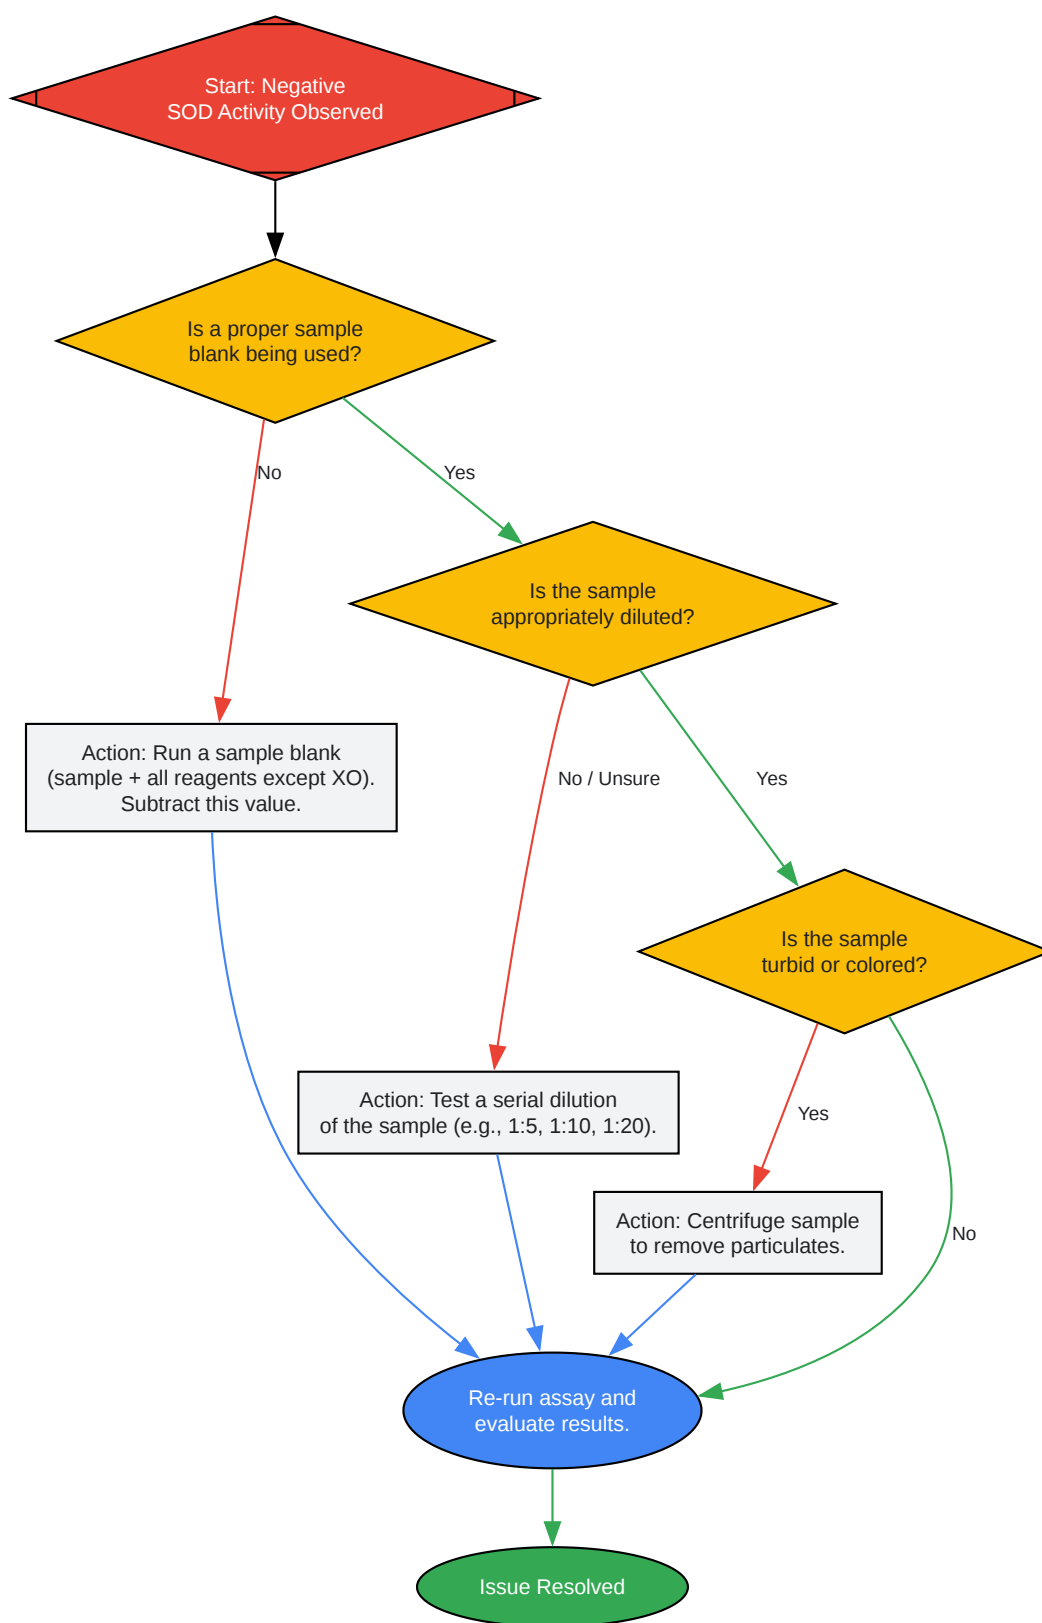 Start: Negative
SOD Activity Observed
Is a proper sample
blank being used?
No
Yes
Is the sample
appropriately diluted?
Action: Run a sample blank
(sample + all reagents except XO).
Subtract this value.
No / Unsure
Yes
Is the sample
turbid or colored?
Action: Test a serial dilution
of the sample (e.g., 1:5, 1:10, 1:20).
Yes
Action: Centrifuge sample
to remove particulates.
No
Re-run assay and
evaluate results.
Issue Resolved